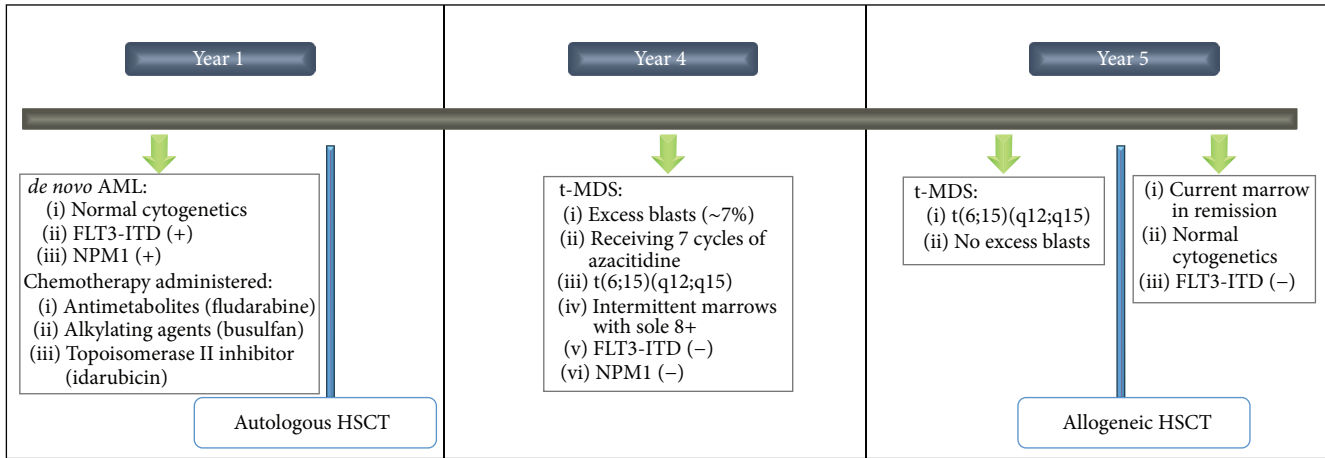 Year 1
de novo AML:
(i) Normal cytogenetics
(ii) FLT3-ITD (+)
(iii) NPM1 (+)
Chemotherapy administered:
(i) Antimetabolites (fludarabine)
(ii) Alkylating agents (busulfan)
(iii) Topoisomerase II inhibitor
(idarubicin)
Autologous HSCT
Year 4
t-MDS:
(i) Excess blasts (~7%)
(ii) Receiving 7 cycles of
azacitidine
(iii) t(6;15)(q12;q15)
(iv) Intermittent marrows
with sole 8+
(v) FLT3-ITD (−)
(vi) NPM1 (−)
Year 5
t-MDS:
(i) t(6;15)(q12;q15)
(ii) No excess blasts
Allogeneic HSCT
(i) Current marrow
in remission
(ii) Normal
cytogenetics
(iii) FLT3-ITD (−)